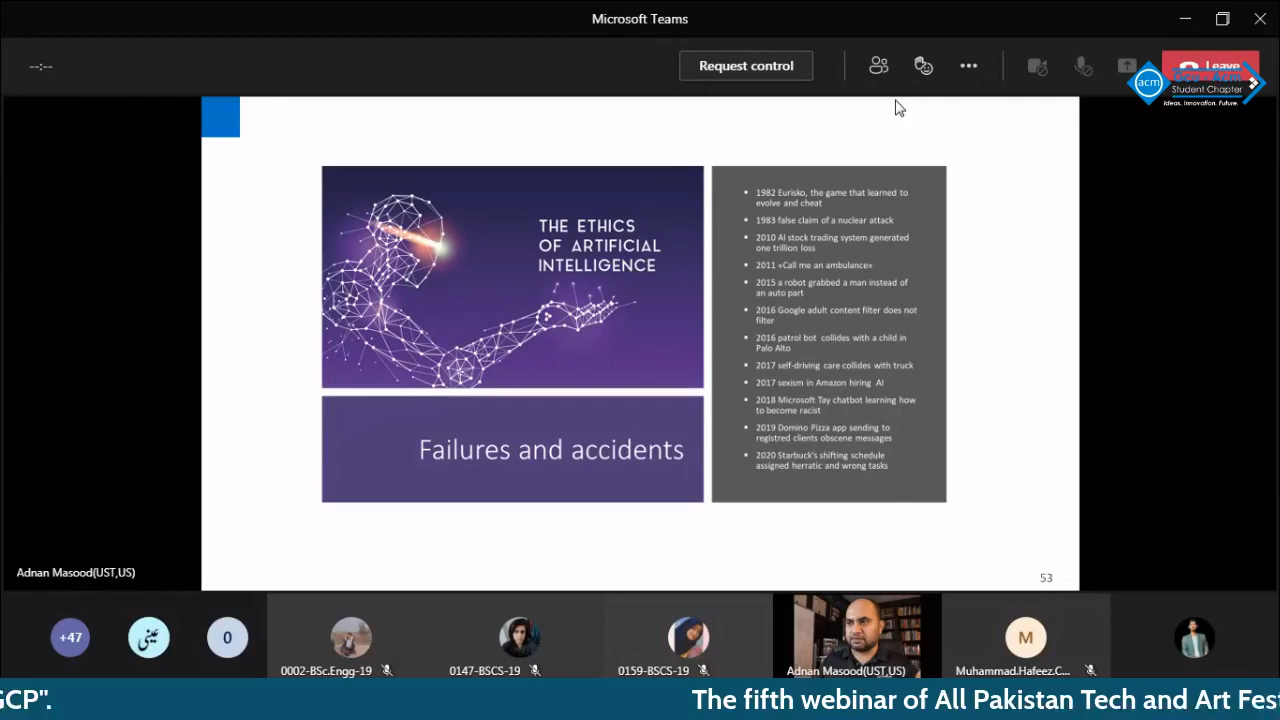 Microsoft Teams
--:--
Request control
Leave
acm
Student Chapter
Ideas. Innovation. Future.
THE ETHICS
OF ARTIFICIAL
INTELLIGENCE
Failures and accidents
1982 Eurisko, the game that learned to
evolve and cheat
1983 false claim of a nuclear attack
2010 AI stock trading system generated
one trillion loss
2011 «Call me an ambulance»
2015 a robot grabbed a man instead of
an auto part
2016 Google adult content filter does not
filter
2016 patrol bot collides with a child in
Palo Alto
2017 self-driving care collides with truck
2017 sexism in Amazon hiring AI
2018 Microsoft Tay chatbot learning how
to become racist
2019 Domino Pizza app sending to
registred clients obscene messages
2020 Starbuck's shifting schedule
assigned herratic and wrong tasks
53
Adnan Masood(UST,US)
+47
عینی
0
M
0002-BSc.Engg-19
0147-BSCS-19
0159-BSCS-19
Adnan Masood(UST,US)
Muhammad.Hafeez.C...
GCP". The fifth webinar of All Pakistan Tech and Art Fest